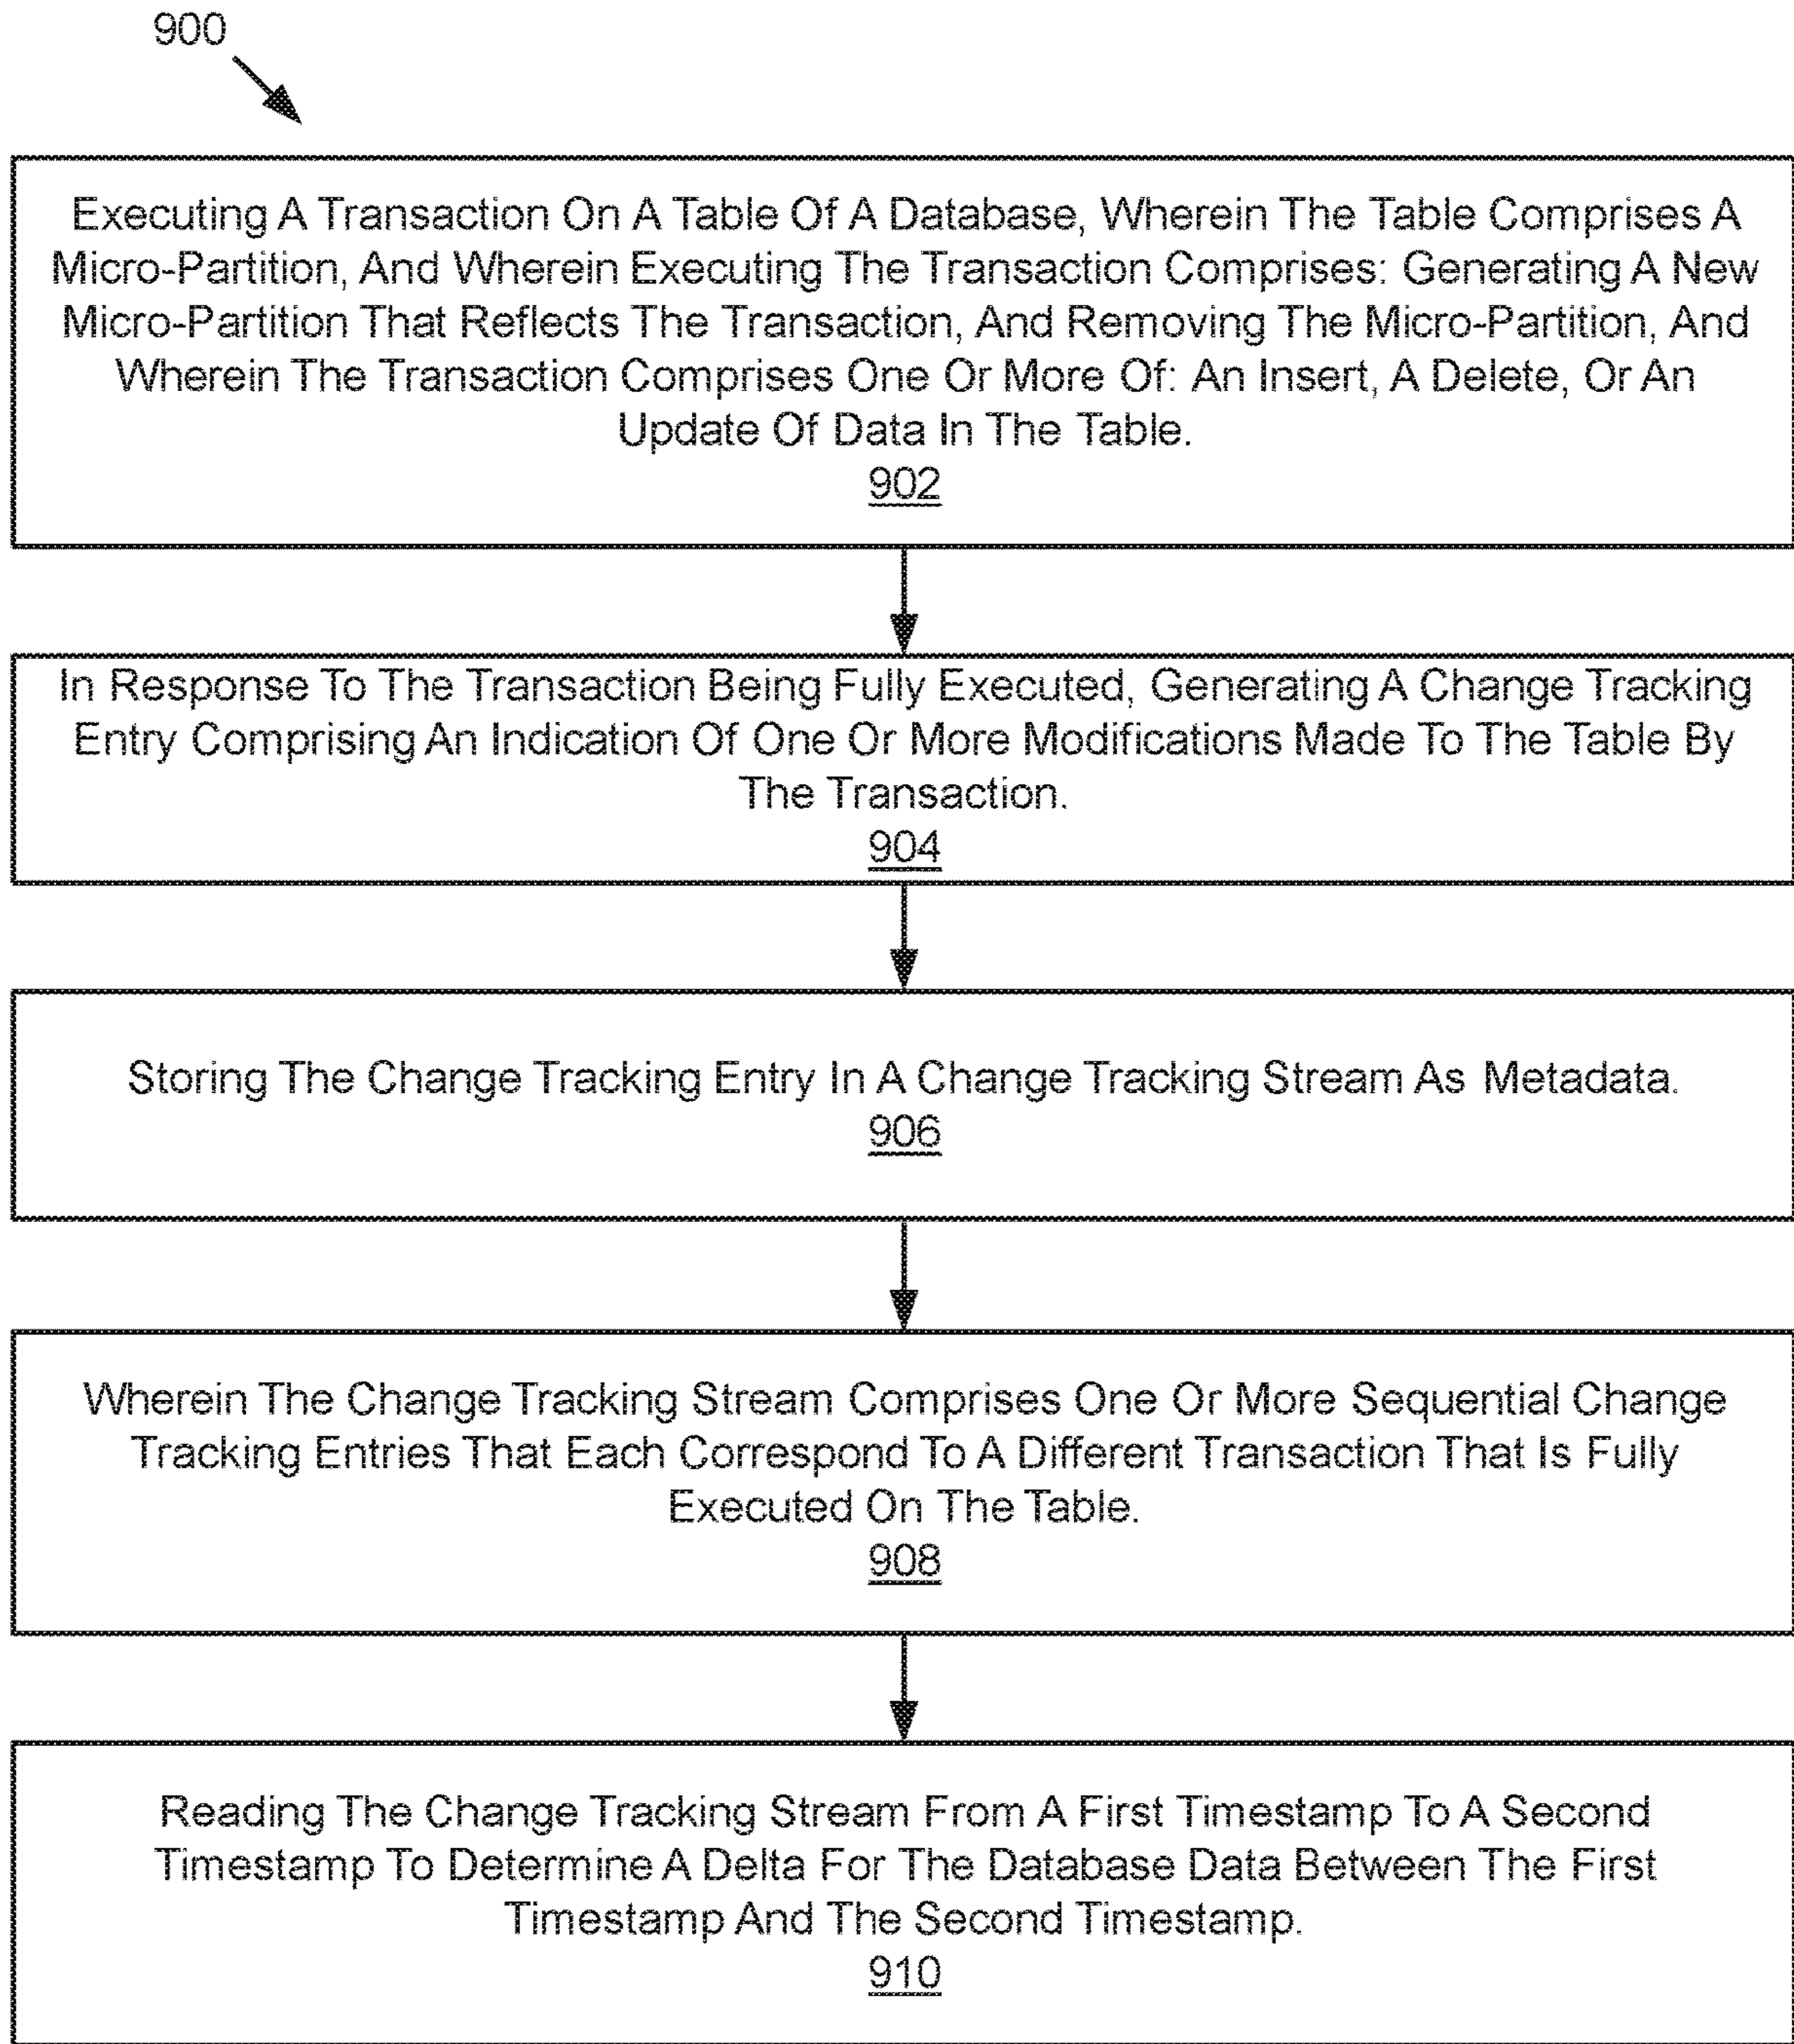 900
Executing A Transaction On A Table Of A Database, Wherein The Table Comprises A
Micro-Partition, And Wherein Executing The Transaction Comprises: Generating A New
Micro-Partition That Reflects The Transaction, And Removing The Micro-Partition, And
Wherein The Transaction Comprises One Or More Of: An Insert, A Delete, Or An
Update Of Data In The Table.
902
In Response To The Transaction Being Fully Executed, Generating A Change Tracking
Entry Comprising An Indication Of One Or More Modifications Made To The Table By
The Transaction.
904
Storing The Change Tracking Entry In A Change Tracking Stream As Metadata.
906
Wherein The Change Tracking Stream Comprises One Or More Sequential Change
Tracking Entries That Each Correspond To A Different Transaction That Is Fully
Executed On The Table.
908
Reading The Change Tracking Stream From A First Timestamp To A Second
Timestamp To Determine A Delta For The Database Data Between The First
Timestamp And The Second Timestamp.
910